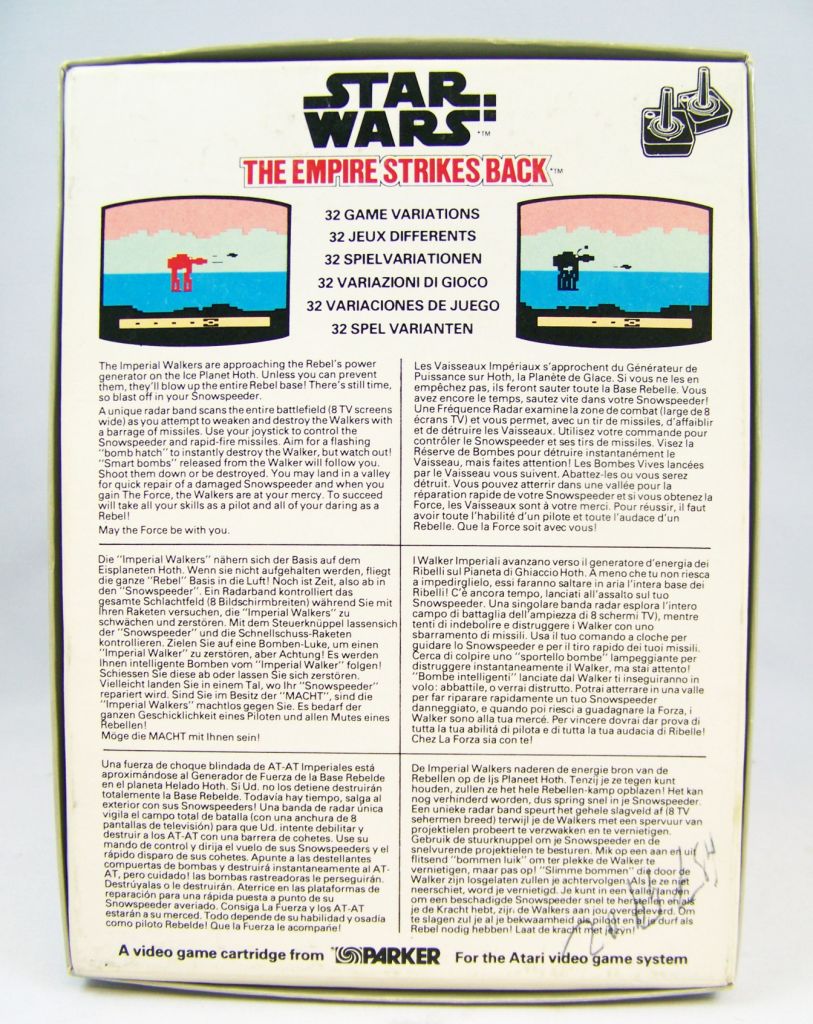 STAR
WARS ™
THE EMPIRE STRIKES BACK ™
32 GAME VARIATIONS
32 JEUX DIFFERENTS
32 SPIELVARIATIONEN
32 VARIAZIONI DI GIOCO
32 VARIACIONES DE JUEGO
32 SPEL VARIANTEN
The Imperial Walkers are approaching the Rebel's power
generator on the Ice Planet Hoth. Unless you can prevent
them, they'll blow up the entire Rebel base! There's still time,
so blast off in your Snowspeeder.
A unique radar band scans the entire battlefield (8 TV screens
wide) as you attempt to weaken and destroy the Walkers with
a barrage of missiles. Use your joystick to control the
Snowspeeder and rapid-fire missiles. Aim for a flashing
"bomb hatch" to instantly destroy the Walker, but watch out!
"Smart bombs" released from the Walker will follow you.
Shoot them down or be destroyed. You may land in a valley
for quick repair of a damaged Snowspeeder and when you
gain The Force, the Walkers are at your mercy. To succeed
will take all your skills as a pilot and all of your daring as a
Rebel!
May the Force be with you.
Les Vaisseaux Impériaux s'approchent du Générateur de
Puissance sur Hoth, la Planète de Glace. Si vous ne les en
empêchez pas, ils feront sauter toute la Base Rebelle. Vous
avez encore le temps, sautez vite dans votre Snowspeeder!
Une Fréquence Radar examine la zone de combat (large de 8
écrans TV) et vous permet, avec un tir de missiles, d'affaiblir
et de détruire les Vaisseaux. Utilisez votre commande pour
contrôler le Snowspeeder et ses tirs de missiles. Visez la
Réserve de Bombes pour détruire instantanément le
Vaisseau, mais faites attention! Les Bombes Vives lancées
par le Vaisseau vous suivent. Abattez-les ou vous serez
détruit. Vous pouvez atterrir dans une vallée pour la
réparation rapide de votre Snowspeeder et si vous obtenez la
Force, les Vaisseaux sont à votre merci. Pour réussir, il faut
avoir toute l'habilité d'un pilote et toute l'audace d'un
Rebelle. Que la Force soit avec vous!
Die "Imperial Walkers" nähern sich der Basis auf dem
Eisplaneten Hoth. Wenn sie nicht aufgehalten werden, fliegt
die ganze "Rebel" Basis in die Luft! Noch ist Zeit, also ab in
den "Snowspeeder". Ein Radarband kontrolliert das
gesamte Schlachtfeld (8 Bildschirmbreiten) während Sie mit
Ihren Raketen versuchen, die "Imperial Walkers" zu
schwächen und zerstören. Mit dem Steuerknüppel lassensich
der "Snowspeeder" und die Schnellschuss-Raketen
kontrollieren. Zielen Sie auf eine Bomben-Luke, um einen
"Imperial Walker" zu zerstören, aber Achtung! Es werden
Ihnen intelligente Bomben vom "Imperial Walker" folgen!
Schiessen Sie diese ab oder lassen Sie sich zerstören.
Vielleicht landen Sie in einem Tal, wo Ihr "Snowspeeder"
repariert wird. Sind Sie im Besitz der "MACHT", sind die
"Imperial Walkers" machtlos gegen Sie. Es bedarf der
ganzen Geschicklichkeit eines Piloten und allen Mutes eines
Rebellen!
Möge die MACHT mit Ihnen sein!
I Walker Imperiali avanzano verso il generatore d'energia dei
Ribelli sul Pianeta di Ghiaccio Hoth. A meno che tu non riesca
a impedirglielo, essi faranno saltare in aria l'intera base dei
Ribelli! C'è ancora tempo, lanciati all'assalto sul tuo
Snowspeeder. Una singolare banda radar esplora l'intero
campo di battaglia (dell'ampiezza di 8 schermi TV), mentre
tenti di indebolire e distruggere i Walker con uno
sbarramento di missili. Usa il tuo comando a cloche per
guidare lo Snowspeeder e per il tiro rapido dei tuoi missili.
Cerca di colpire uno "sportello bombe" lampeggiante per
distruggere instantaneamente il Walker, ma stai attento!
"Bombe intelligenti" lanciate dal Walker ti inseguiranno in
volo: abbattile, o verrai distrutto. Potrai atterrare in una valle
per far riparare rapidamente un tuo Snowspeeder
danneggiato, e quando poi riesci a guadagnare la Forza, i
Walker sono alla tua mercé. Per vincere dovrai dar prova di
tutta la tua abilità di pilota e di tutta la tua audacia di Ribelle!
Chez La Forza sia con te!
Una fuerza de choque blindada de AT-AT Imperiales está
aproximándose al Generador de Fuerza de la Base Rebelde
en el planeta Helado Hoth. Si Ud. no los detiene destruirán
totalemente la Base Rebelde. Todavía hay tiempo, salga al
exterior con sus Snowspeeders! Una banda de radar única
vigila el campo total de batalla (con una anchura de 8
pantallas de televisión) para que Ud. intente debilitar y
destruir a los AT-AT con una barrera de cohetes. Use su
mando de control y dirija el vuelo de sus Snowspeeders y el
rápido disparo de sus cohetes. Apunte a las destellantes
compuertas de bombas y destruirá instantaneamente al AT-
AT, pero cuidado! las bombas rastreadoras le perseguirán.
Destrúyalas o le destruirán. Aterrice en las plataformas de
reparación para una rápida puesta a punto de su
Snowspeeder averiado. Consiga La Fuerza y los AT-AT
estarán a su merced. Todo depende de su habilidad y osadía
como piloto Rebelde! Que la Fuerza le acompañe!
De Imperial Walkers naderen de energie bron van de
Rebellen op de Ijs Planeet Hoth. Tenzij je ze tegen kunt
houden, zullen ze het hele Rebellen-kamp opblazen! Het kan
nog verhinderd worden, dus spring snel in je Snowspeeder.
Een unieke radar band speurt het gehele slagveld af (8 TV
sehermen breed) terwijl je de Walkers met een spervuur van
projektielen probeert te verzwakken en te vernietigen.
Gebruik de stuurknuppel om je Snowspeeder en de
snelvurende projektielen te besturen. Mik op een aan en uit
flitsend "bommen luik" om ter plekke de Walker te
vernietigen, maar pas op! "Slimme bommen" die door de
Walker zijn losgelaten zullen je achtervolgen. Als je ze niet
neerschiet, word je vernietigd. Je kunt in een vallei landen
om een beschadigde Snowspeeder snel te herstellen en als
je de Kracht hebt, zijr. de Walkers aan jou overgeleverd. Om
te slagen zul je al je bekwaamheid als piloot en al je durf als
Rebel nodig hebben! Laat de kracht met je zijn!
A video game cartridge from PARKER For the Atari video game system